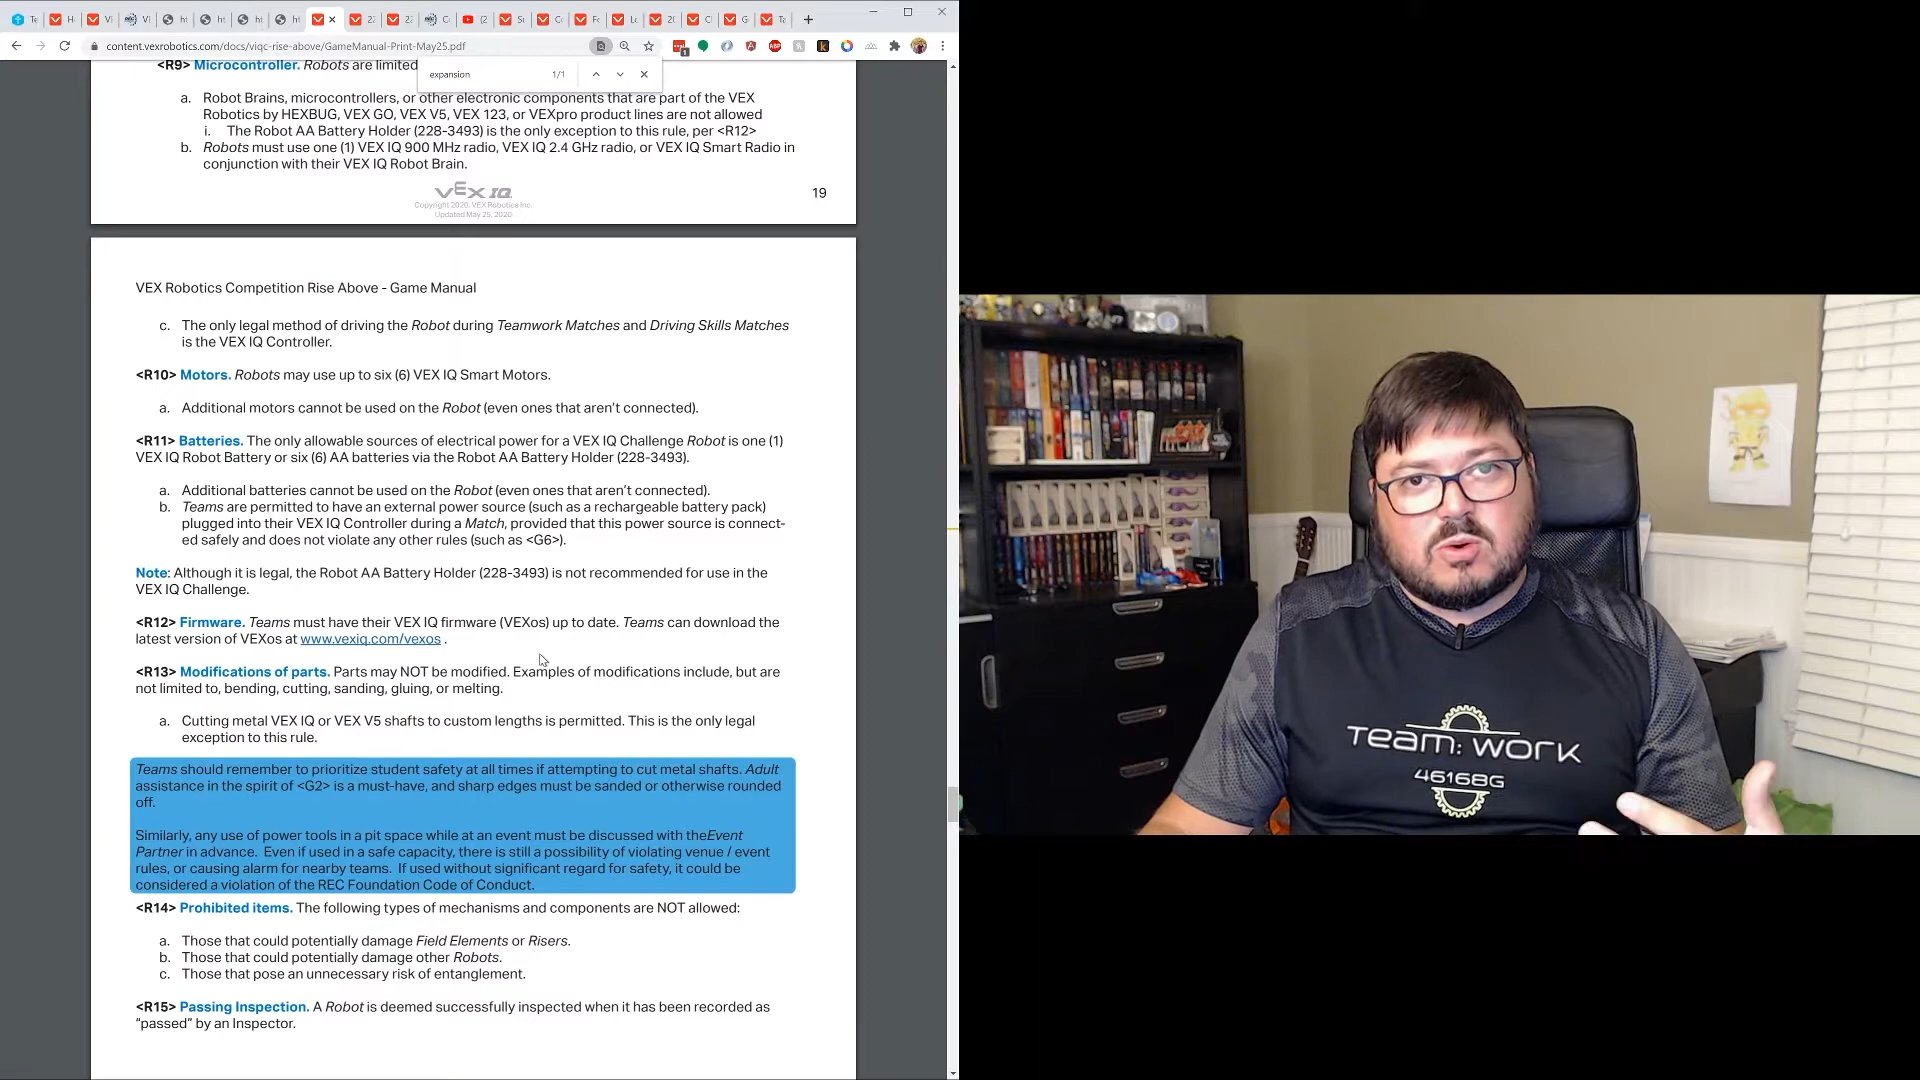 content.vexrobotics.com/docs/viqc-rise-above/GameManual-Print-May25.pdf
expansion 1/1
<R9> Microcontroller. Robots are limited
a. Robot Brains, microcontrollers, or other electronic components that are part of the VEX
Robotics by HEXBUG, VEX GO, VEX V5, VEX 123, or VEXpro product lines are not allowed
i. The Robot AA Battery Holder (228-3493) is the only exception to this rule, per <R12>
b. Robots must use one (1) VEX IQ 900 MHz radio, VEX IQ 2.4 GHz radio, or VEX IQ Smart Radio in
conjunction with their VEX IQ Robot Brain.
VEX IQ
19
Copyright 2020, VEX Robotics Inc.
Updated May 25, 2020
VEX Robotics Competition Rise Above - Game Manual
c. The only legal method of driving the Robot during Teamwork Matches and Driving Skills Matches
is the VEX IQ Controller.
<R10> Motors. Robots may use up to six (6) VEX IQ Smart Motors.
a. Additional motors cannot be used on the Robot (even ones that aren't connected).
<R11> Batteries. The only allowable sources of electrical power for a VEX IQ Challenge Robot is one (1)
VEX IQ Robot Battery or six (6) AA batteries via the Robot AA Battery Holder (228-3493).
a. Additional batteries cannot be used on the Robot (even ones that aren't connected).
b. Teams are permitted to have an external power source (such as a rechargeable battery pack)
plugged into their VEX IQ Controller during a Match, provided that this power source is connect-
ed safely and does not violate any other rules (such as <G6>).
Note: Although it is legal, the Robot AA Battery Holder (228-3493) is not recommended for use in the
VEX IQ Challenge.
<R12> Firmware. Teams must have their VEX IQ firmware (VEXos) up to date. Teams can download the
latest version of VEXos at www.vexiq.com/vexos .
<R13> Modifications of parts. Parts may NOT be modified. Examples of modifications include, but are
not limited to, bending, cutting, sanding, gluing, or melting.
a. Cutting metal VEX IQ or VEX V5 shafts to custom lengths is permitted. This is the only legal
exception to this rule.
Teams should remember to prioritize student safety at all times if attempting to cut metal shafts. Adult
assistance in the spirit of <G2> is a must-have, and sharp edges must be sanded or otherwise rounded
off.
Similarly, any use of power tools in a pit space while at an event must be discussed with theEvent
Partner in advance. Even if used in a safe capacity, there is still a possibility of violating venue / event
rules, or causing alarm for nearby teams. If used without significant regard for safety, it could be
considered a violation of the REC Foundation Code of Conduct.
<R14> Prohibited items. The following types of mechanisms and components are NOT allowed:
a. Those that could potentially damage Field Elements or Risers.
b. Those that could potentially damage other Robots.
c. Those that pose an unnecessary risk of entanglement.
<R15> Passing Inspection. A Robot is deemed successfully inspected when it has been recorded as
"passed" by an Inspector.
TEAM: WORK
46168G